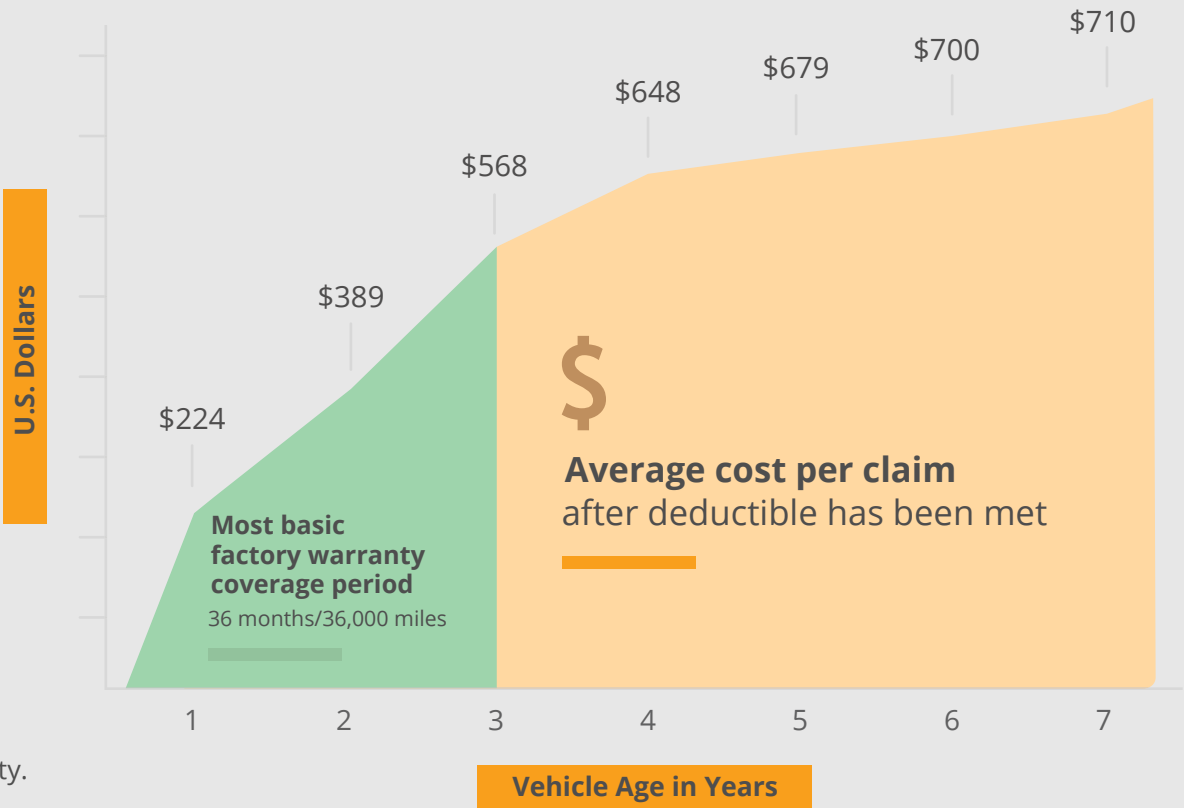 $710
$700
$679
$648
$568
$389
$224
U.S. Dollars
$
Average cost per claim
after deductible has been met
Most basic
factory warranty
coverage period
36 months/36,000 miles
1 2 3 4 5 6 7
ty.
Vehicle Age in Years